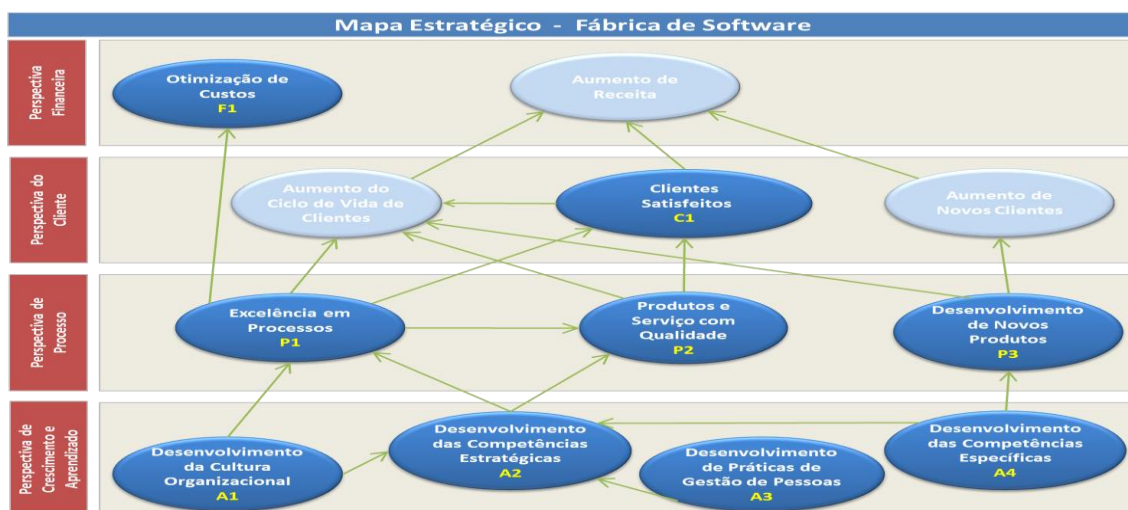 Mapa Estratégico - Fábrica de Software
Perspectiva
Financeira
Otimização de
Custos
F1
Aumento de
Receita
Perspectiva do
Cliente
Aumento do
Ciclo de Vida de
Clientes
Clientes
Satisfeitos
C1
Aumento de
Novos Clientes
Perspectiva de
Processo
Excelência em
Processos
P1
Produtos e
Serviço com
Qualidade
P2
Desenvolvimento
de Novos
Produtos
P3
Perspectiva de
Crescimento e
Aprendizado
Desenvolvimento
da Cultura
Organizacional
A1
Desenvolvimento
das Competências
Estratégicas
A2
Desenvolvimento
de Práticas de
Gestão de Pessoas
A3
Desenvolvimento
das Competências
Específicas
A4